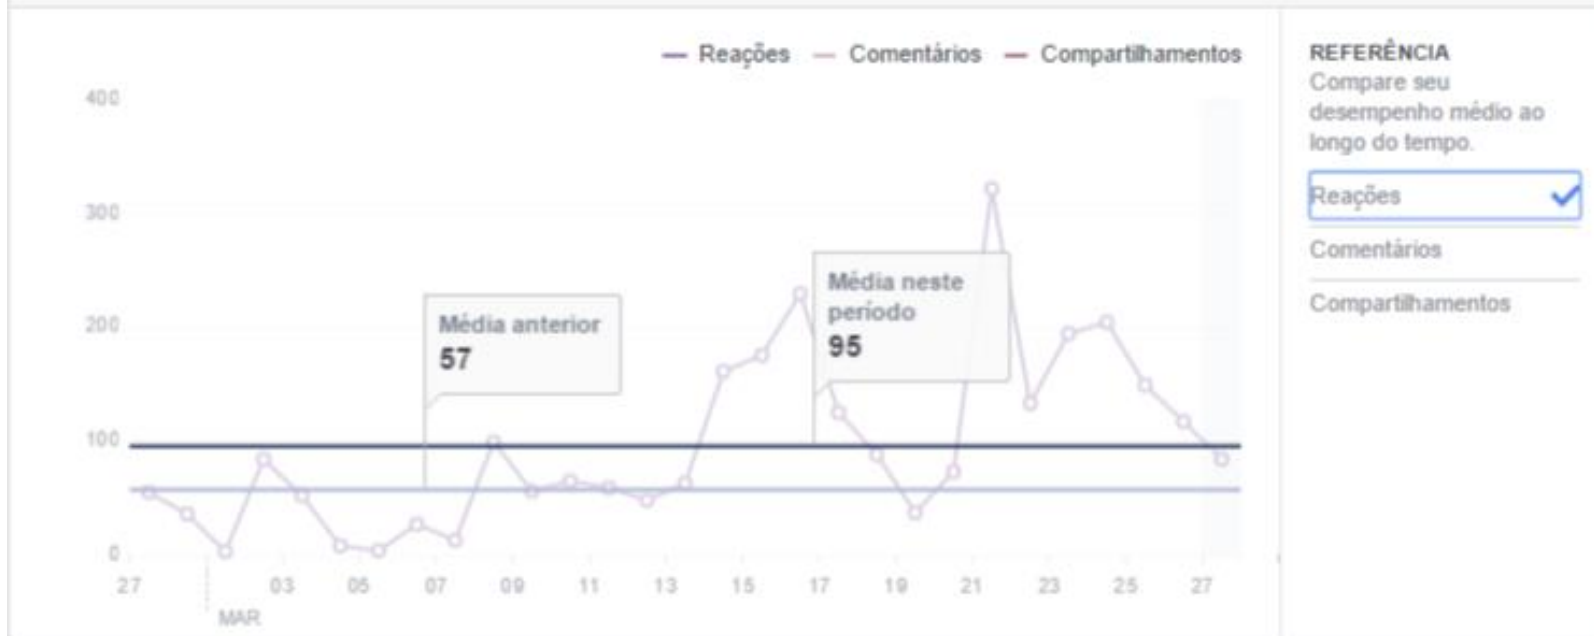 Reações Comentários Compartilhamentos
400
300
200
100
0
Média anterior
57
Média neste
período
95
27 03 05 07 09 11 13 15 17 19 21 23 25 27
MAR
REFERÊNCIA
Compare seu
desempenho médio ao
longo do tempo.
Reações
Comentários
Compartilhamentos